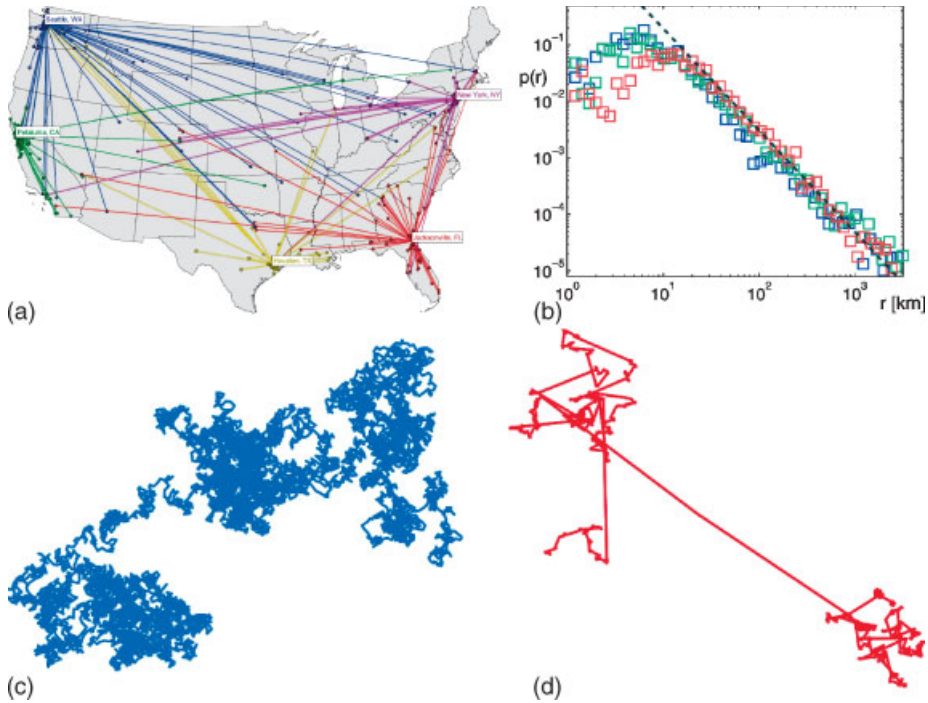 Seattle, WA
New York, NY
Petaluma, CA
Jacksonville, FL
Houston, TX
(a)
p(r)
10⁻¹
10⁻²
10⁻³
10⁻⁴
10⁻⁵
10⁰
10¹
10²
10³
r [km]
(b)
(c)
(d)